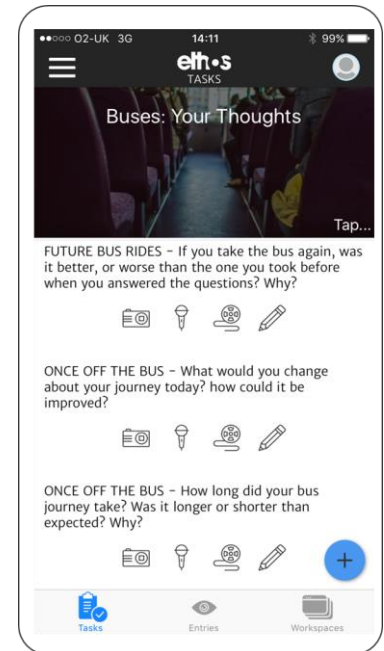 ●●○○○ O2-UK 3G 14:11 99%
ethos
TASKS
Buses: Your Thoughts
Tap...
FUTURE BUS RIDES – If you take the bus again, was
it better, or worse than the one you took before
when you answered the questions? Why?
ONCE OFF THE BUS – What would you change
about your journey today? how could it be
improved?
ONCE OFF THE BUS – How long did your bus
journey take? Was it longer or shorter than
expected? Why?
+
Tasks Entries Workspaces